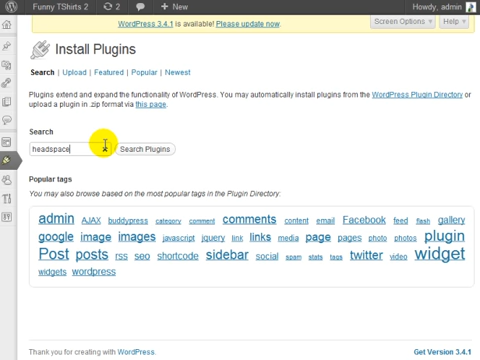 Funny TShirts 2 2 + New Howdy, admin
WordPress 3.4.1 is available! Please update now.
Screen Options Help
Install Plugins
Search | Upload | Featured | Popular | Newest
Plugins extend and expand the functionality of WordPress. You may automatically install plugins from the WordPress Plugin Directory or
upload a plugin in .zip format via this page.
Search
headspace Search Plugins
Popular tags
You may also browse based on the most popular tags in the Plugin Directory:
admin AJAX buddypress category comment comments content email Facebook feed flash gallery
google image images javascript jquery link links media page pages photo photos plugin
Post posts rss seo shortcode sidebar social spam stats tags twitter video widget
widgets wordpress
Thank you for creating with WordPress. Get Version 3.4.1